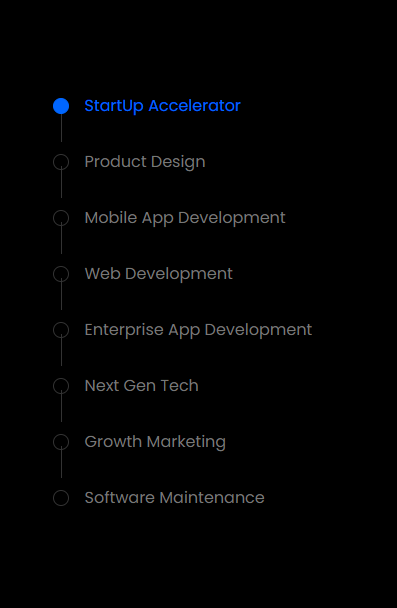 StartUp Accelerator
Product Design
Mobile App Development
Web Development
Enterprise App Development
Next Gen Tech
Growth Marketing
Software Maintenance